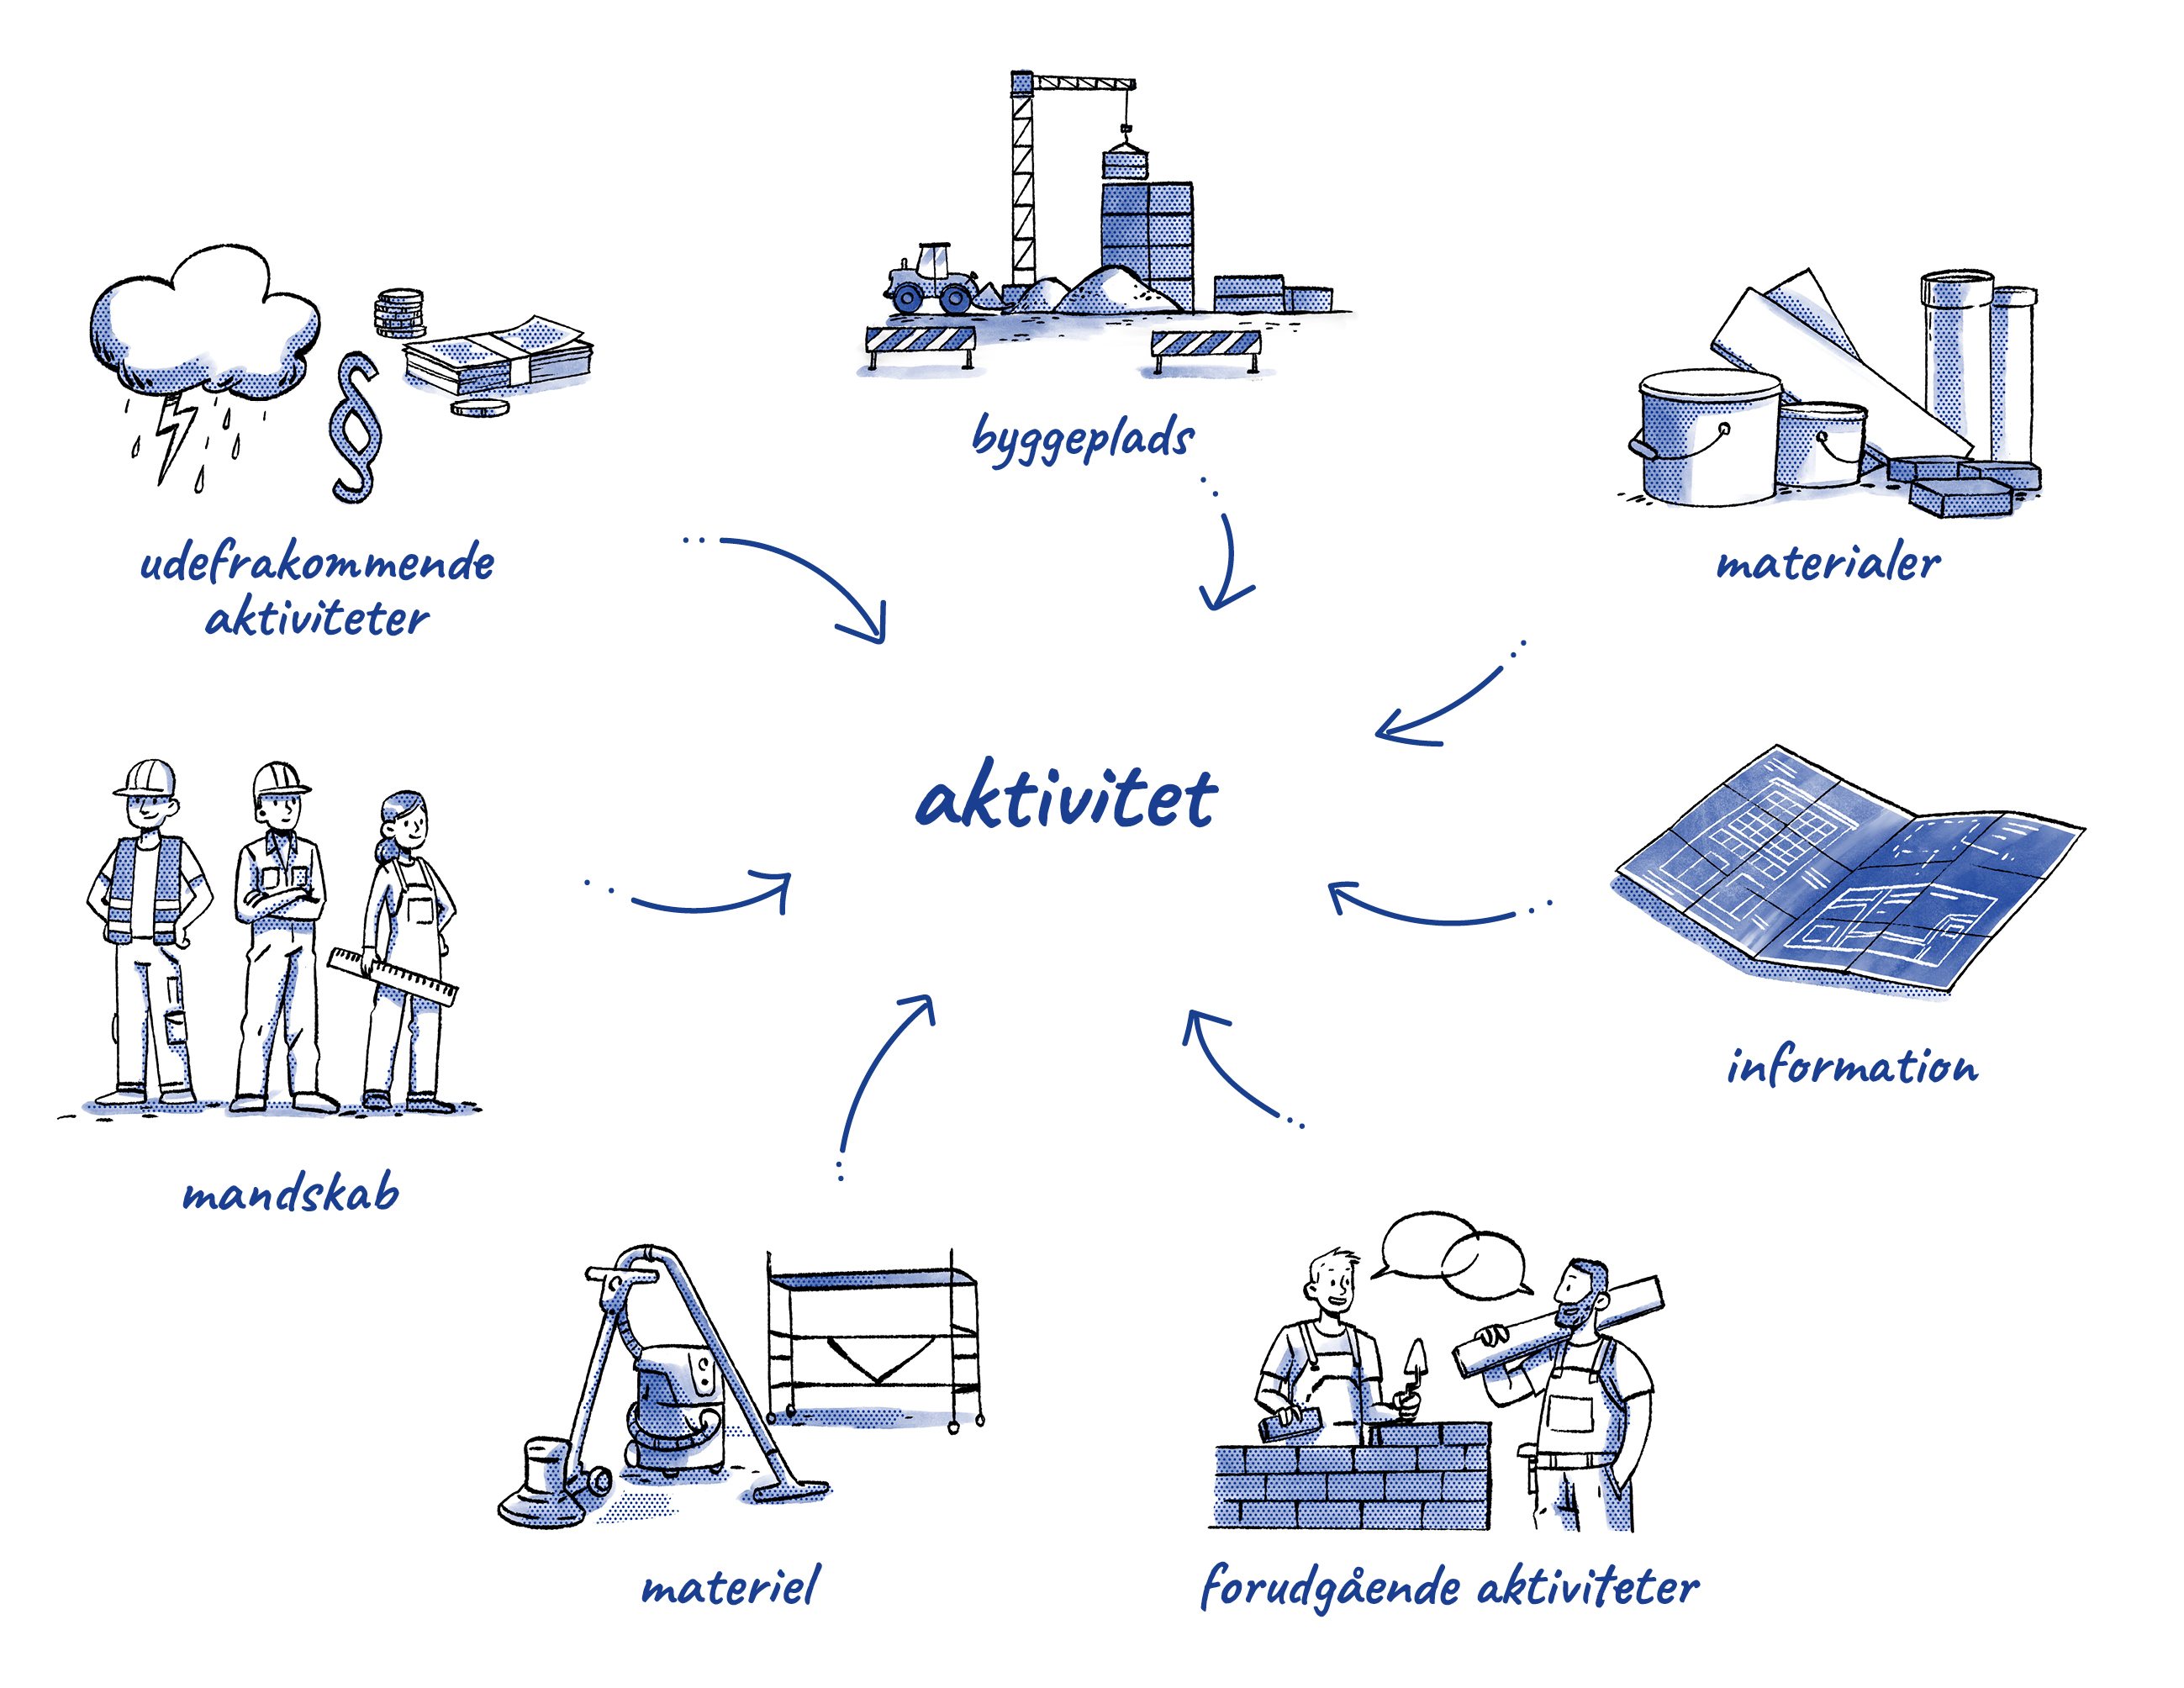 byggeplads
udefrakommende
aktiviteter
§
materialer
aktivitet
information
mandskab
materiel
forudgående aktiviteter